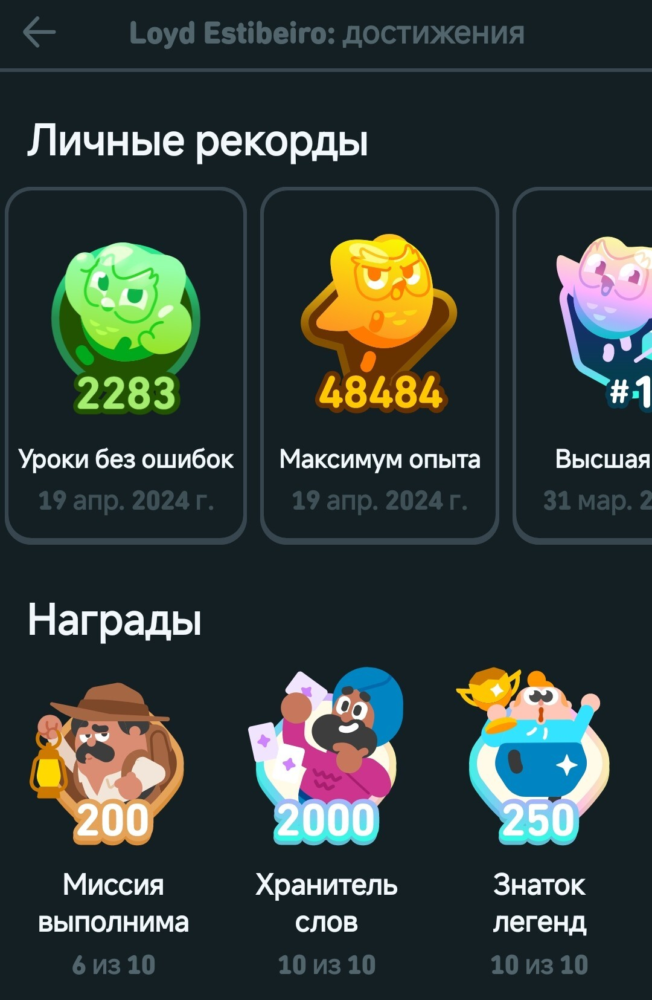 Loyd Estibeiro: достижения
Личные рекорды
2283
48484
#1
Уроки без ошибок
Максимум опыта
Высшая
19 апр. 2024 г.
19 апр. 2024 г.
31 мар. 2
Награды
200
2000
250
Миссия
выполнима
Хранитель
слов
Знаток
легенд
6 из 10
10 из 10
10 из 10